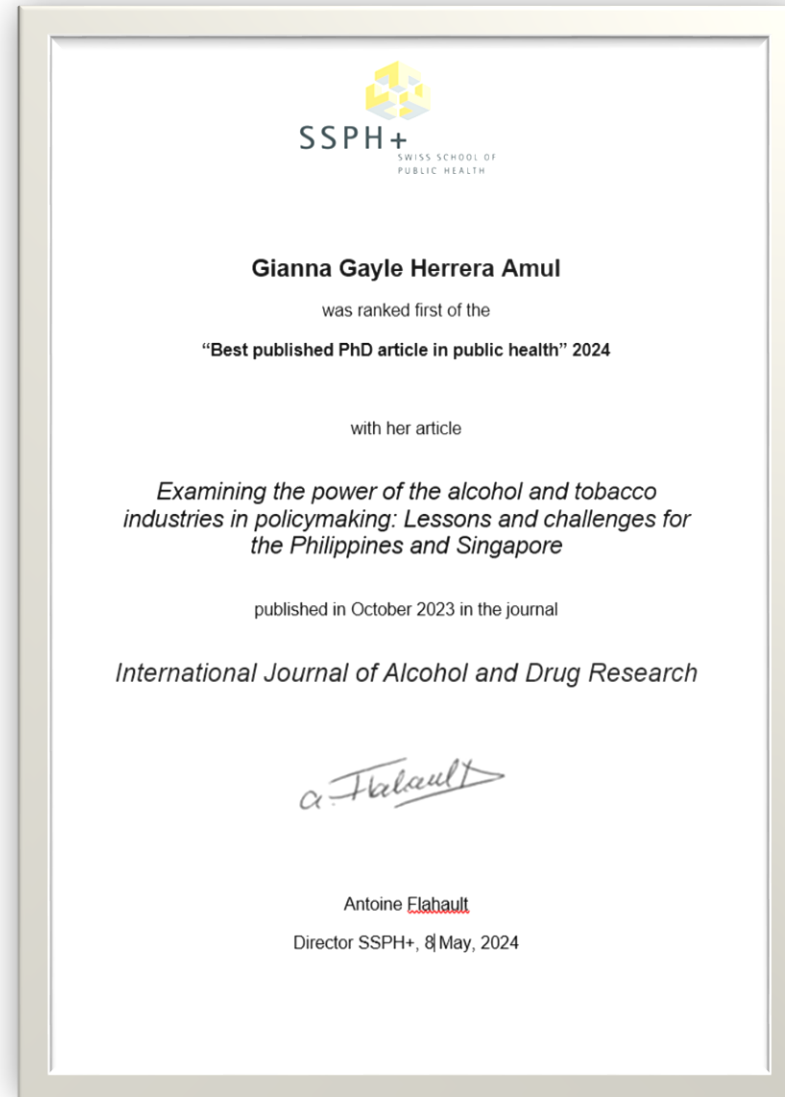 SSPH+
SWISS SCHOOL OF
PUBLIC HEALTH
Gianna Gayle Herrera Amul
was ranked first of the
“Best published PhD article in public health” 2024
with her article
Examining the power of the alcohol and tobacco
industries in policymaking: Lessons and challenges for
the Philippines and Singapore
published in October 2023 in the journal
International Journal of Alcohol and Drug Research
a. Flahault
Antoine Flahault
Director SSPH+, 8 May, 2024